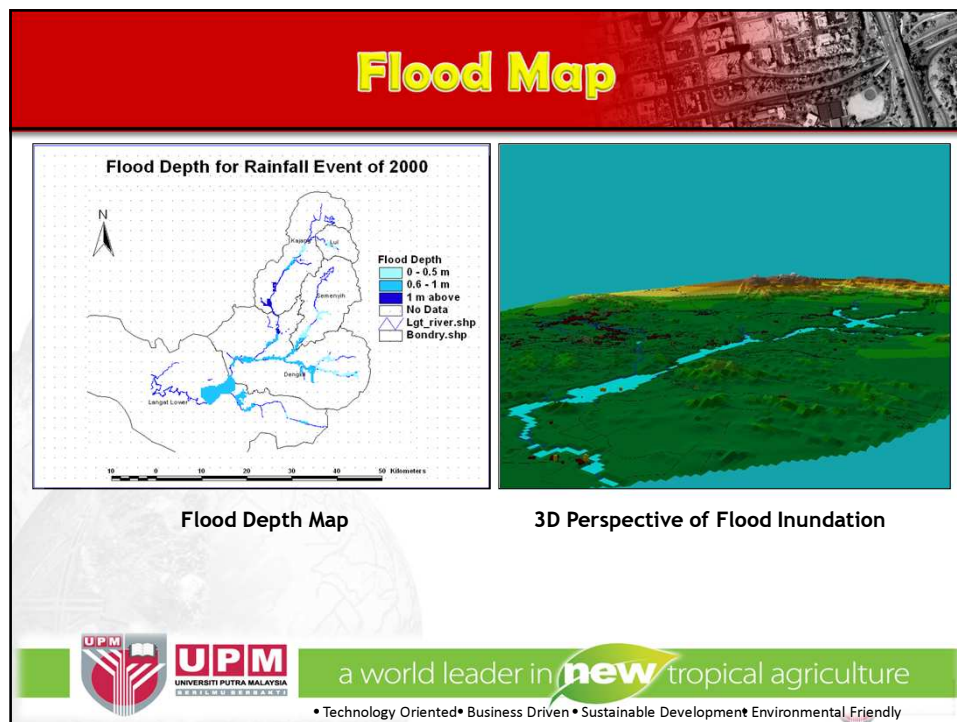 Flood Map
Flood Depth for Rainfall Event of 2000
N
Kajang
Lui
Semenyih
Dengkil
Langat Lower
Flood Depth
0 - 0.5 m
0.6 - 1 m
1 m above
No Data
Lgt_river.shp
Bondry.shp
10 0 10 20 30 40 50 Kilometers
Flood Depth Map
3D Perspective of Flood Inundation
UPM
UPM
UNIVERSITI PUTRA MALAYSIA
BERILMU BERBAKTI
a world leader in new tropical agriculture
• Technology Oriented• Business Driven • Sustainable Development• Environmental Friendly